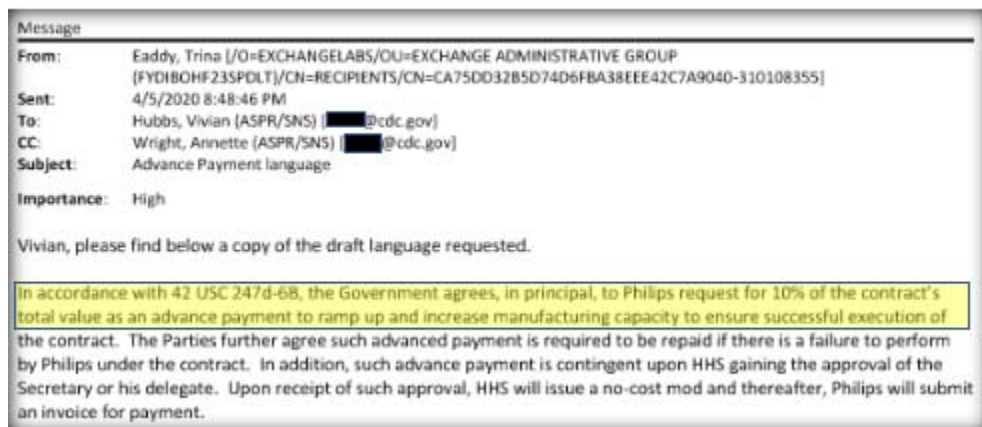 Message
From: Eaddy, Trina [/O=EXCHANGELABS/OU=EXCHANGE ADMINISTRATIVE GROUP
(FYDIBOHF23SPDLT)/CN=RECIPIENTS/CN=CA75DD32B5D74D6FBA38EEE42C7A9040-310108355]
Sent: 4/5/2020 8:48:46 PM
To: Hubbs, Vivian (ASPR/SNS) [@cdc.gov]
CC: Wright, Annette (ASPR/SNS) [@cdc.gov]
Subject: Advance Payment language
Importance: High
Vivian, please find below a copy of the draft language requested.
In accordance with 42 USC 247d-6B, the Government agrees, in principal, to Philips request for 10% of the contract's
total value as an advance payment to ramp up and increase manufacturing capacity to ensure successful execution of
the contract. The Parties further agree such advanced payment is required to be repaid if there is a failure to perform
by Philips under the contract. In addition, such advance payment is contingent upon HHS gaining the approval of the
Secretary or his delegate. Upon receipt of such approval, HHS will issue a no-cost mod and thereafter, Philips will submit
an invoice for payment.